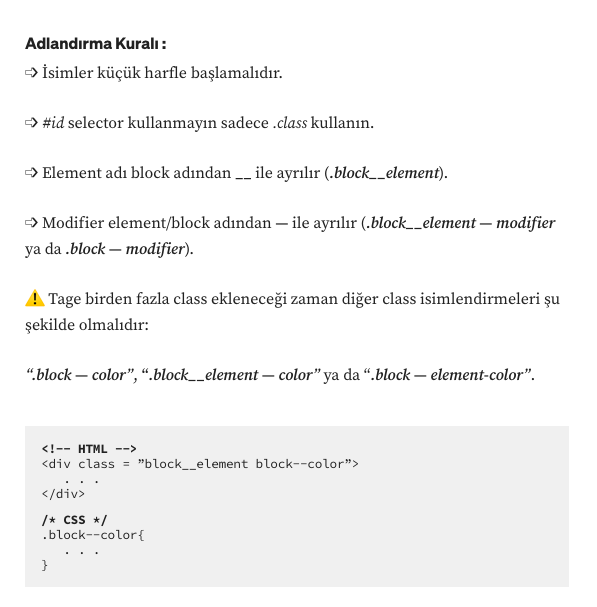 Adlandırma Kuralı :
➩ İsimler küçük harfle başlamalıdır.
➩ #id selector kullanmayın sadece .class kullanın.
➩ Element adı block adından __ ile ayrılır (.block__element).
➩ Modifier element/block adından — ile ayrılır (.block__element — modifier
ya da .block — modifier).
⚠️ Tage birden fazla class ekleneceği zaman diğer class isimlendirmeleri şu
şekilde olmalıdır:
“.block — color”, “.block__element — color” ya da “.block — element-color”.
<!-- HTML -->
<div class = ”block__element block--color”>
. . .
</div>
/* CSS */
.block--color{
. . .
}